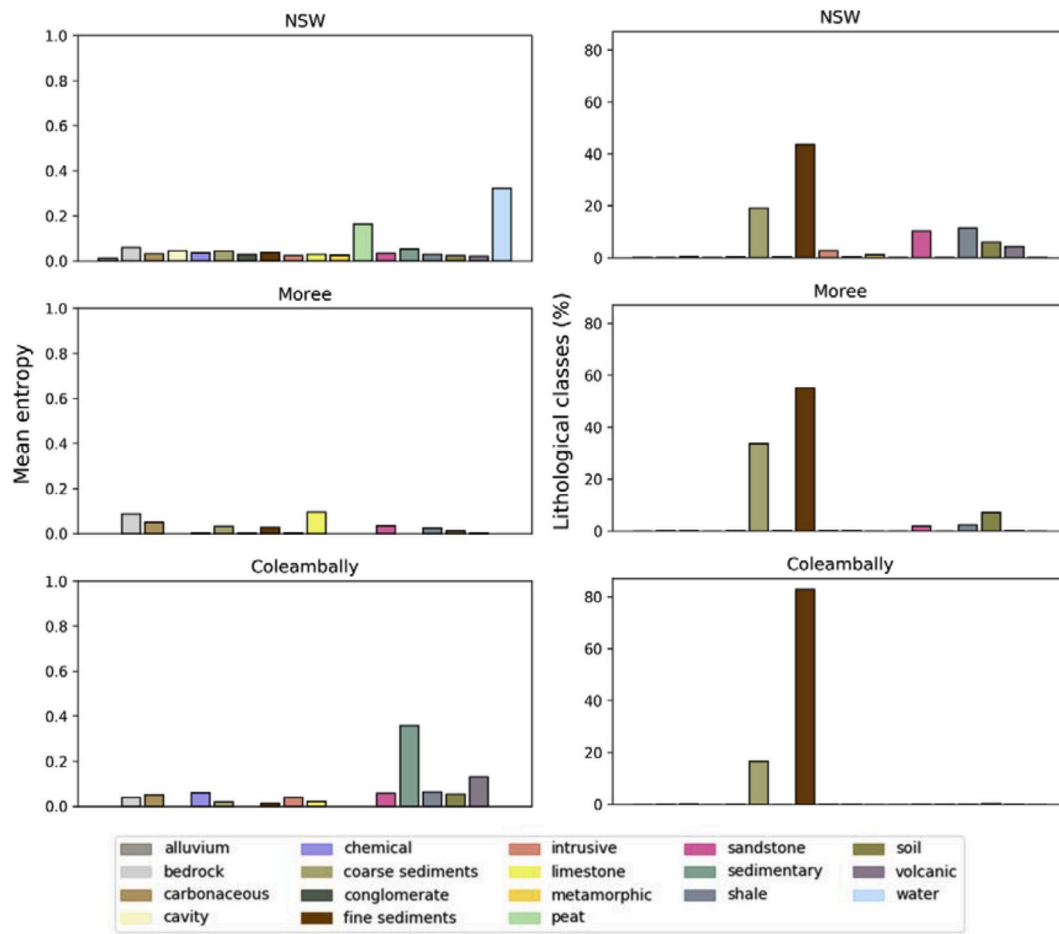 NSW
1.0
0.8
0.6
0.4
0.2
0.0
NSW
80
60
40
20
0
Moree
1.0
0.8
0.6
0.4
0.2
0.0
Moree
80
60
40
20
0
Coleambally
1.0
0.8
0.6
0.4
0.2
0.0
Coleambally
80
60
40
20
0
Mean entropy
Lithological classes (%)
alluvium chemical intrusive sandstone soil
bedrock coarse sediments limestone sedimentary volcanic
carbonaceous conglomerate metamorphic shale water
cavity fine sediments peat